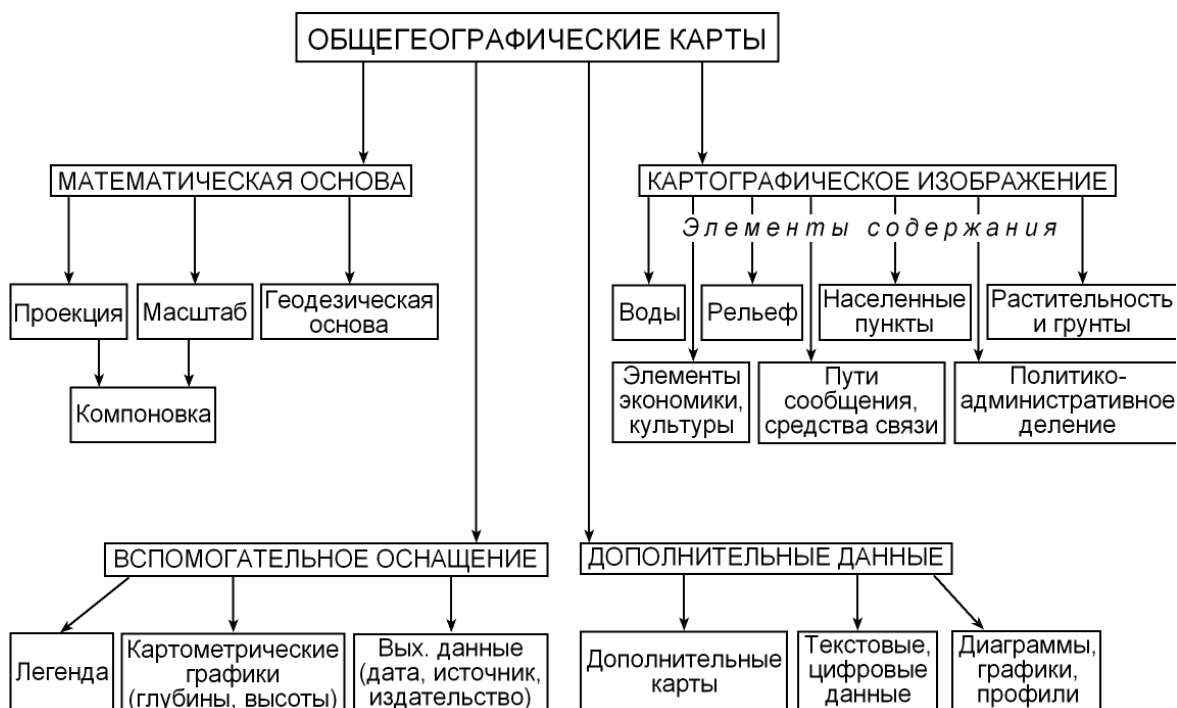 ОБЩЕГЕОГРАФИЧЕСКИЕ КАРТЫ
МАТЕМАТИЧЕСКАЯ ОСНОВА
КАРТОГРАФИЧЕСКОЕ ИЗОБРАЖЕНИЕ
Элементы содержания
Проекция
Масштаб
Геодезическая
основа
Компоновка
Воды
Рельеф
Населенные
пункты
Растительность
и грунты
Элементы
экономики,
культуры
Пути
сообщения,
средства связи
Политико-
административное
деление
ВСПОМОГАТЕЛЬНОЕ ОСНАЩЕНИЕ
ДОПОЛНИТЕЛЬНЫЕ ДАННЫЕ
Легенда
Картометрические
графики
(глубины, высоты)
Вых. данные
(дата, источник,
издательство)
Дополнительные
карты
Текстовые,
цифровые
данные
Диаграммы,
графики,
профили